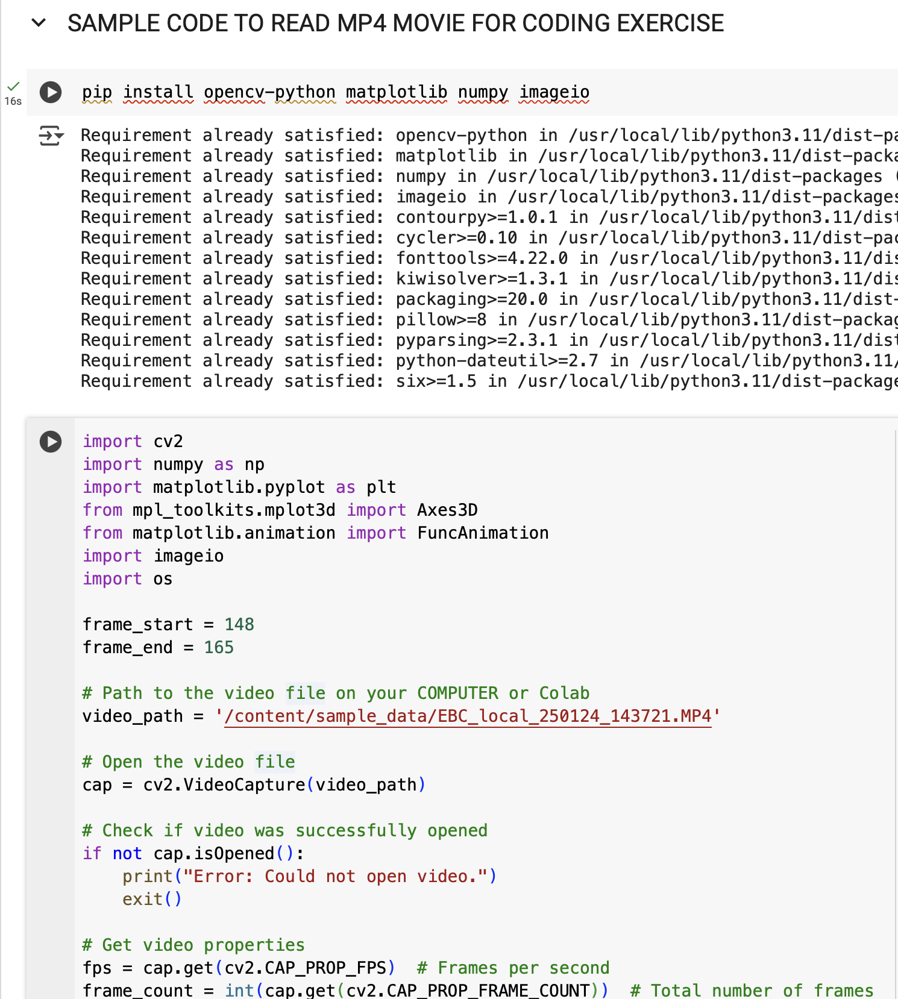 SAMPLE CODE TO READ MP4 MOVIE FOR CODING EXERCISE
16s
pip install opencv-python matplotlib numpy imageio
Requirement already satisfied: opencv-python in /usr/local/lib/python3.11/dist-pa
Requirement already satisfied: matplotlib in /usr/local/lib/python3.11/dist-packa
Requirement already satisfied: numpy in /usr/local/lib/python3.11/dist-packages (
Requirement already satisfied: imageio in /usr/local/lib/python3.11/dist-packages
Requirement already satisfied: contourpy>=1.0.1 in /usr/local/lib/python3.11/dist
Requirement already satisfied: cycler>=0.10 in /usr/local/lib/python3.11/dist-pac
Requirement already satisfied: fonttools>=4.22.0 in /usr/local/lib/python3.11/dis
Requirement already satisfied: kiwisolver>=1.3.1 in /usr/local/lib/python3.11/dis
Requirement already satisfied: packaging>=20.0 in /usr/local/lib/python3.11/dist-
Requirement already satisfied: pillow>=8 in /usr/local/lib/python3.11/dist-packag
Requirement already satisfied: pyparsing>=2.3.1 in /usr/local/lib/python3.11/dist
Requirement already satisfied: python-dateutil>=2.7 in /usr/local/lib/python3.11/
Requirement already satisfied: six>=1.5 in /usr/local/lib/python3.11/dist-package
import cv2
import numpy as np
import matplotlib.pyplot as plt
from mpl_toolkits.mplot3d import Axes3D
from matplotlib.animation import FuncAnimation
import imageio
import os
frame_start = 148
frame_end = 165
# Path to the video file on your COMPUTER or Colab
video_path = '/content/sample_data/EBC_local_250124_143721.MP4'
# Open the video file
cap = cv2.VideoCapture(video_path)
# Check if video was successfully opened
if not cap.isOpened():
    print("Error: Could not open video.")
    exit()
# Get video properties
fps = cap.get(cv2.CAP_PROP_FPS)  # Frames per second
frame_count = int(cap.get(cv2.CAP_PROP_FRAME_COUNT))  # Total number of frames